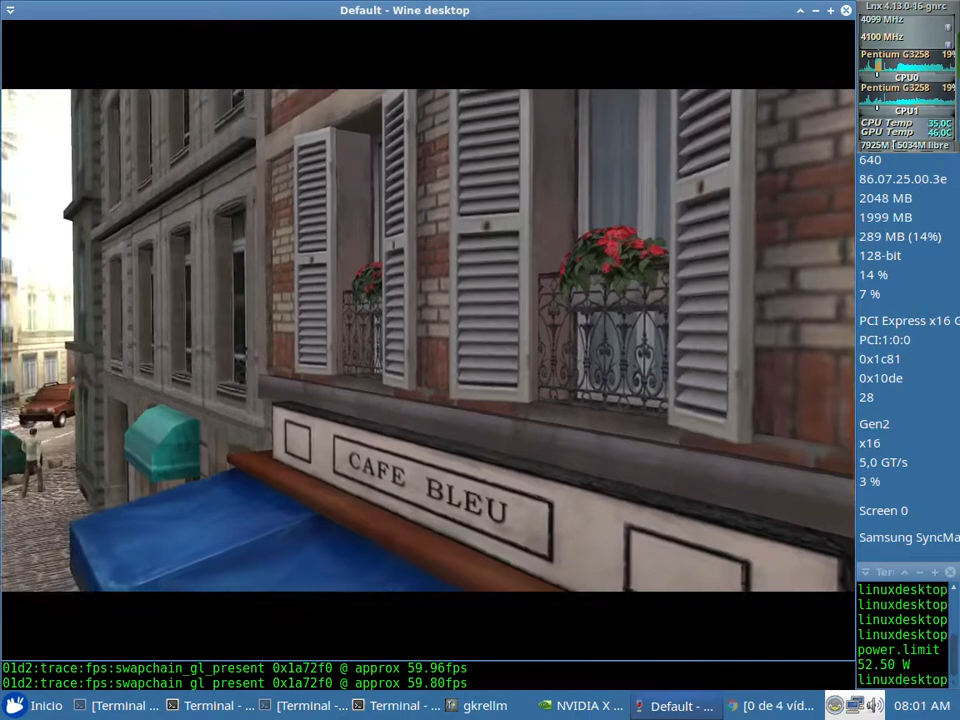 Default - Wine desktop
Lnx 4.13.0-16-gnrc
4099 MHz
4100 MHz
Pentium G3258 19%
CPU0
Pentium G3258 19%
CPU1
CPU Temp 35.0C
GPU Temp 46.0C
7925M 5034M libre
640
86.07.25.00.3e
2048 MB
1999 MB
289 MB (14%)
128-bit
14 %
7 %
PCI Express x16 G
PCI:1:0:0
0x1c81
0x10de
28
Gen2
x16
5,0 GT/s
3 %
Screen 0
Samsung SyncMa
CAFE BLEU
linuxdesktop
linuxdesktop
linuxdesktop
linuxdesktop
power.limit
52.50 W
linuxdesktop
01d2:trace:fps:swapchain_gl_present 0x1a72f0 @ approx 59.96fps
01d2:trace:fps:swapchain_gl_present 0x1a72f0 @ approx 59.80fps
Inicio [Terminal ... Terminal - ... [Terminal -... Terminal - ... gkrellm NVIDIA X ... Default - ... [0 de 4 víd... 08:01 AM